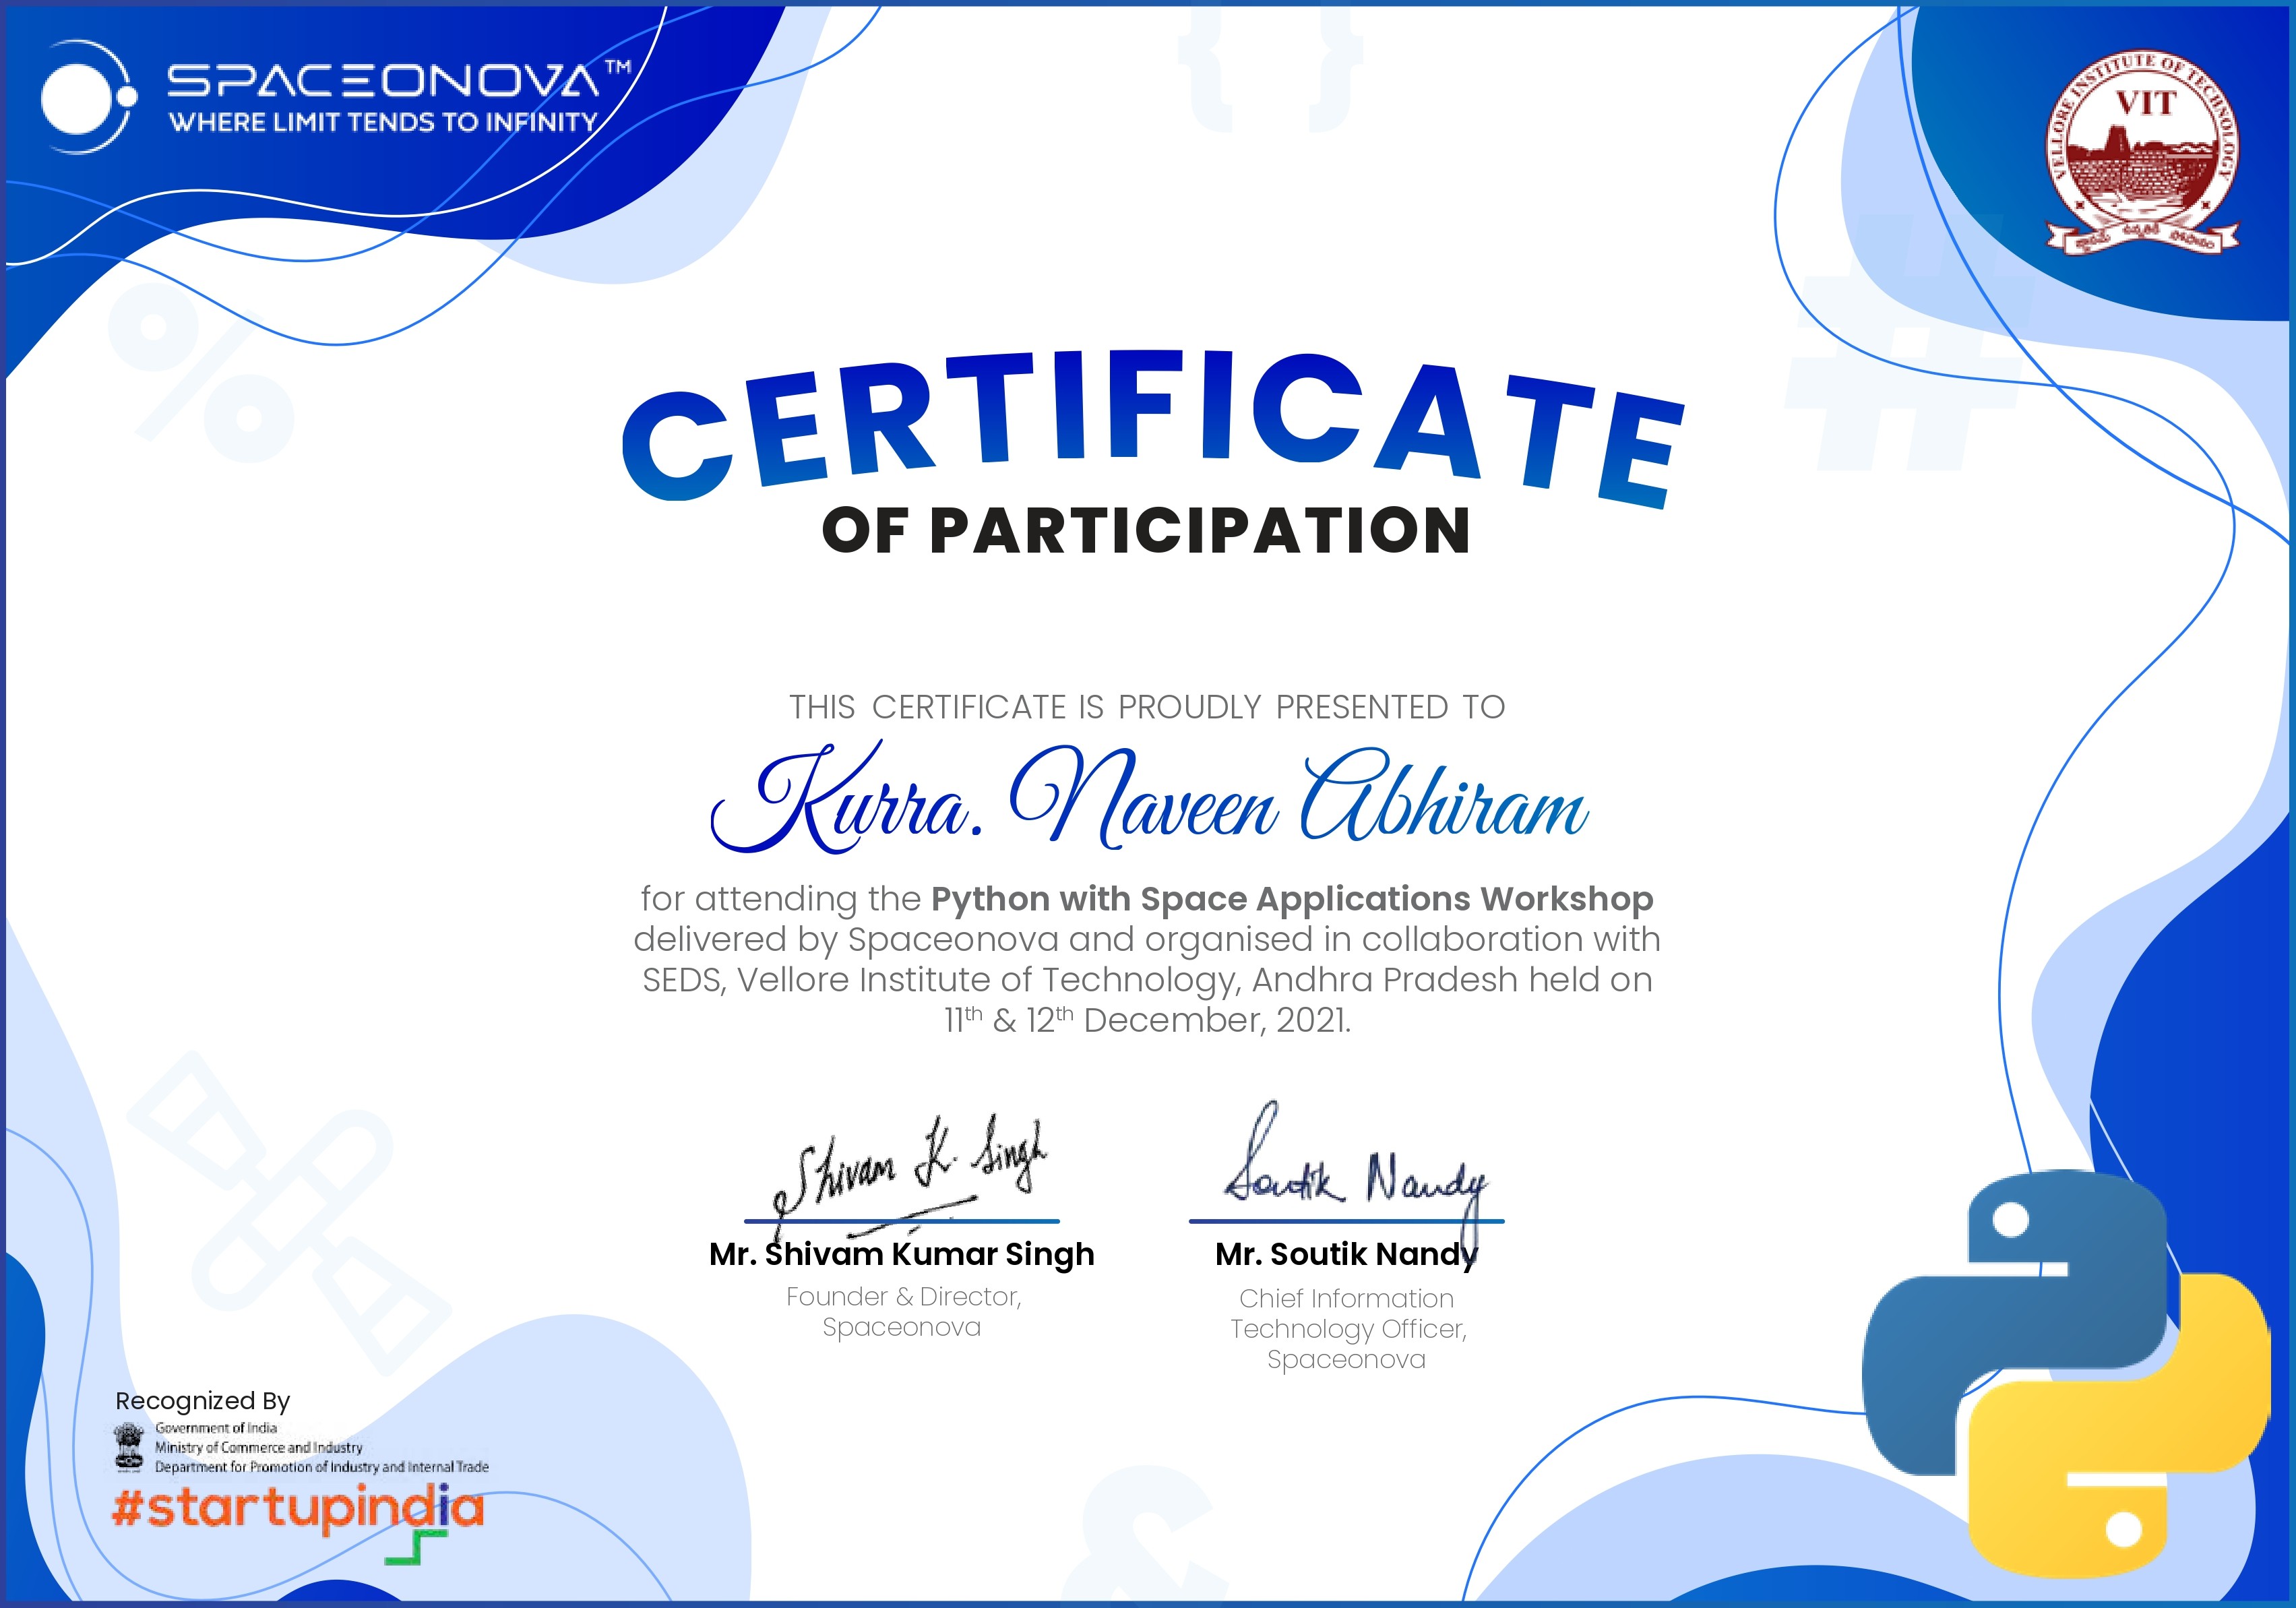 SPACEONOVA™
WHERE LIMIT TENDS TO INFINITY
VELLORE INSTITUTE OF TECHNOLOGY
VIT
CERTIFICATE
OF PARTICIPATION
THIS CERTIFICATE IS PROUDLY PRESENTED TO
Kurra. Naveen Abhiram
for attending the Python with Space Applications Workshop
delivered by Spaceonova and organised in collaboration with
SEDS, Vellore Institute of Technology, Andhra Pradesh held on
11th & 12th December, 2021.
Shivam K. Singh
Mr. Shivam Kumar Singh
Founder & Director,
Spaceonova
Soutik Nandy
Mr. Soutik Nandy
Chief Information
Technology Officer,
Spaceonova
Recognized By
Government of India
Ministry of Commerce and Industry
Department for Promotion of Industry and Internal Trade
#startupindia